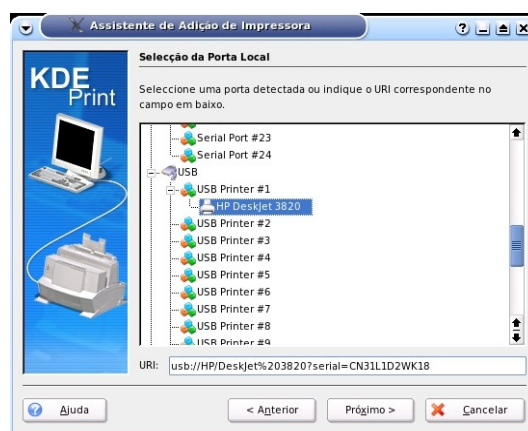 Assistente de Adição de Impressora
KDE
Print
Selecção da Porta Local
Seleccione uma porta detectada ou indique o URI correspondente no
campo em baixo.
Serial Port #23
Serial Port #24
USB
USB Printer #1
HP DeskJet 3820
USB Printer #2
USB Printer #3
USB Printer #4
USB Printer #5
USB Printer #6
USB Printer #7
USB Printer #8
USB Printer #9
URI: usb://HP/DeskJet%203820?serial=CN31L1D2WK18
Ajuda
< Anterior
Próximo >
Cancelar